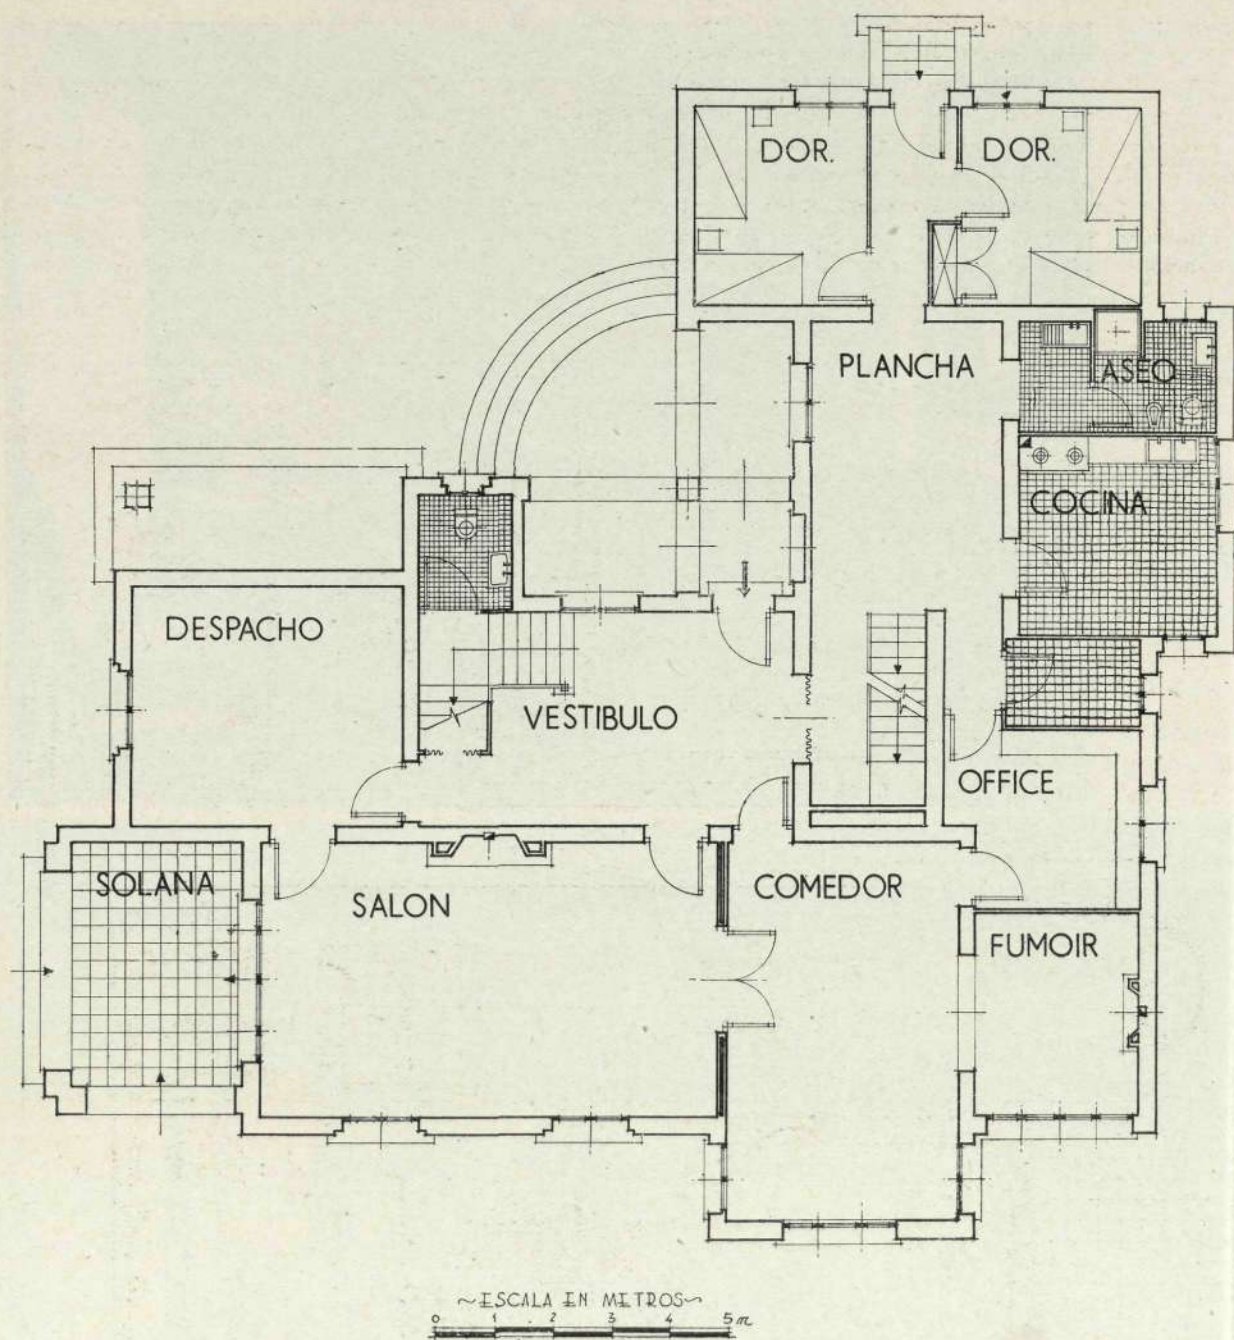 DOR.
DOR.
PLANCHA
ASEO
COCINA
DESPACHO
VESTIBULO
OFFICE
SOLANA
SALON
COMEDOR
FUMOIR
~ESCALA EN METROS~
0 1 2 3 4 5 m